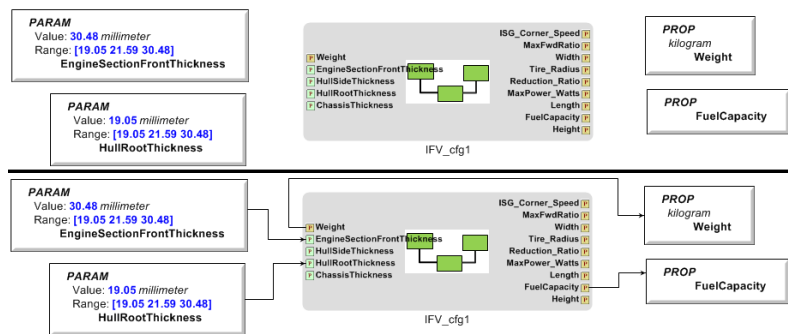 PARAM
Value: 30.48 millimeter
Range: [19.05 21.59 30.48]
EngineSectionFrontThickness
PARAM
Value: 19.05 millimeter
Range: [19.05 21.59 30.48]
HullRootThickness
Weight
EngineSectionFrontThickness
HullSideThickness
HullRootThickness
ChassisThickness
ISG_Corner_Speed
MaxFwdRatio
Width
Tire_Radius
Reduction_Ratio
MaxPower_Watts
Length
FuelCapacity
Height
IFV_cfg1
PROP
kilogram
Weight
PROP
FuelCapacity
PARAM
Value: 30.48 millimeter
Range: [19.05 21.59 30.48]
EngineSectionFrontThickness
PARAM
Value: 19.05 millimeter
Range: [19.05 21.59 30.48]
HullRootThickness
Weight
EngineSectionFrontThickness
HullSideThickness
HullRootThickness
ChassisThickness
ISG_Corner_Speed
MaxFwdRatio
Width
Tire_Radius
Reduction_Ratio
MaxPower_Watts
Length
FuelCapacity
Height
IFV_cfg1
PROP
kilogram
Weight
PROP
FuelCapacity